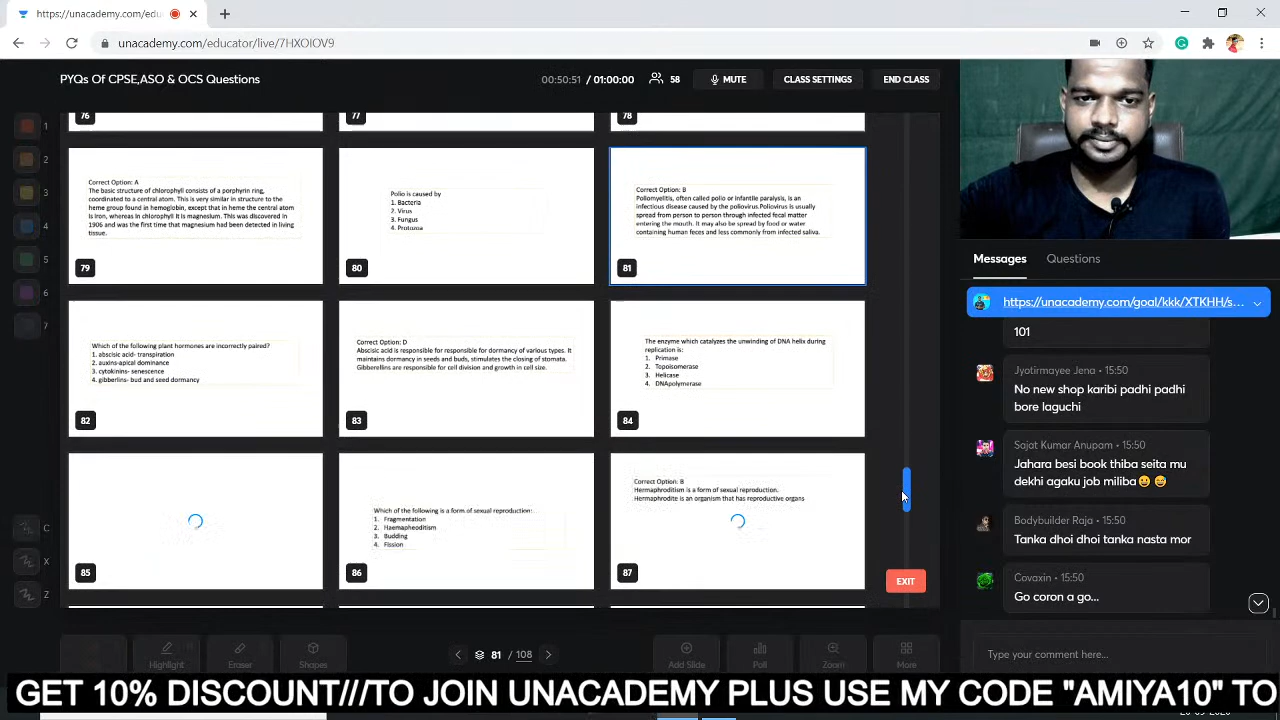 https://unacademy.com/edu
unacademy.com/educator/live/7HXOIOV9
PYQs Of CPSE,ASO & OCS Questions
00:50:51 / 01:00:00
58
MUTE
CLASS SETTINGS
END CLASS
76
77
78
1
2
3
4
5
6
7
C
X
Z
Correct Option: A
The basic structure of chlorophyll consists of a porphyrin ring,
coordinated to a central atom. This is very similar in structure to the
heme group found in hemoglobin, except that in heme the central atom
is iron, whereas in chlorophyll it is magnesium. This was discovered in
1906 and was the first time that magnesium had been detected in living
tissue.
79
Polio is caused by
1. Bacteria
2. Virus
3. Fungus
4. Protozoa
80
Correct Option: B
Poliomyelitis, often called polio or infantile paralysis, is an
infectious disease caused by the poliovirus.Poliovirus is usually
spread from person to person through infected fecal matter
entering the mouth. It may also be spread by food or water
containing human feces and less commonly from infected saliva.
81
Which of the following plant hormones are incorrectly paired?
1. abscisic acid- transpiration
2. auxins-apical dominance
3. cytokinins- senescence
4. gibberlins- bud and seed dormancy
82
Correct Option: D
Abscisic acid is responsible for responsible for dormancy of various types. It
maintains dormancy in seeds and buds, stimulates the closing of stomata.
Gibberellins are responsible for cell division and growth in cell size.
83
The enzyme which catalyzes the unwinding of DNA helix during
replication is:
1. Primase
2. Topoisomerase
3. Helicase
4. DNApolymerase
84
85
Which of the following is a form of sexual reproduction:
1. Fragmentation
2. Haemapheoditism
3. Budding
4. Fission
86
Correct Option: B
Hermaphroditism is a form of sexual reproduction.
Hermaphrodite is an organism that has reproductive organs
87
EXIT
Highlight
Eraser
Shapes
81 / 108
Add Slide
Poll
Zoom
More
Messages
Questions
https://unacademy.com/goal/kkk/XTKHH/s...
101
Jyotirmayee Jena • 15:50
No new shop karibi padhi padhi
bore laguchi
Sajat Kumar Anupam • 15:50
Jahara besi book thiba seita mu
dekhi agaku job miliba
Bodybuilder Raja • 15:50
Tanka dhoi dhoi tanka nasta mor
Covaxin • 15:50
Go coron a go...
Type your comment here...
GET 10% DISCOUNT///TO JOIN UNACADEMY PLUS USE MY CODE "AMIYA10" TO